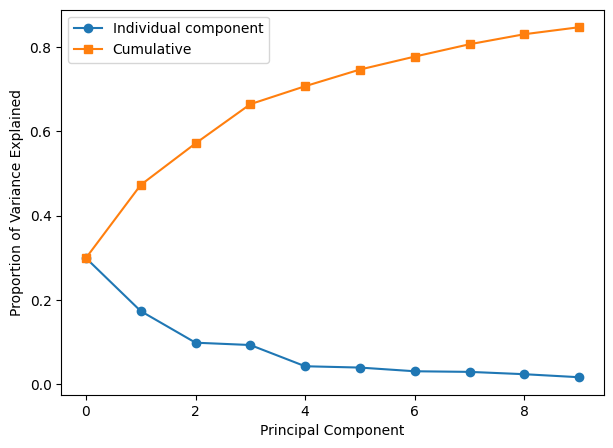 Individual component
Cumulative
Proportion of Variance Explained
0.8
0.6
0.4
0.2
0.0
0 2 4 6 8
Principal Component